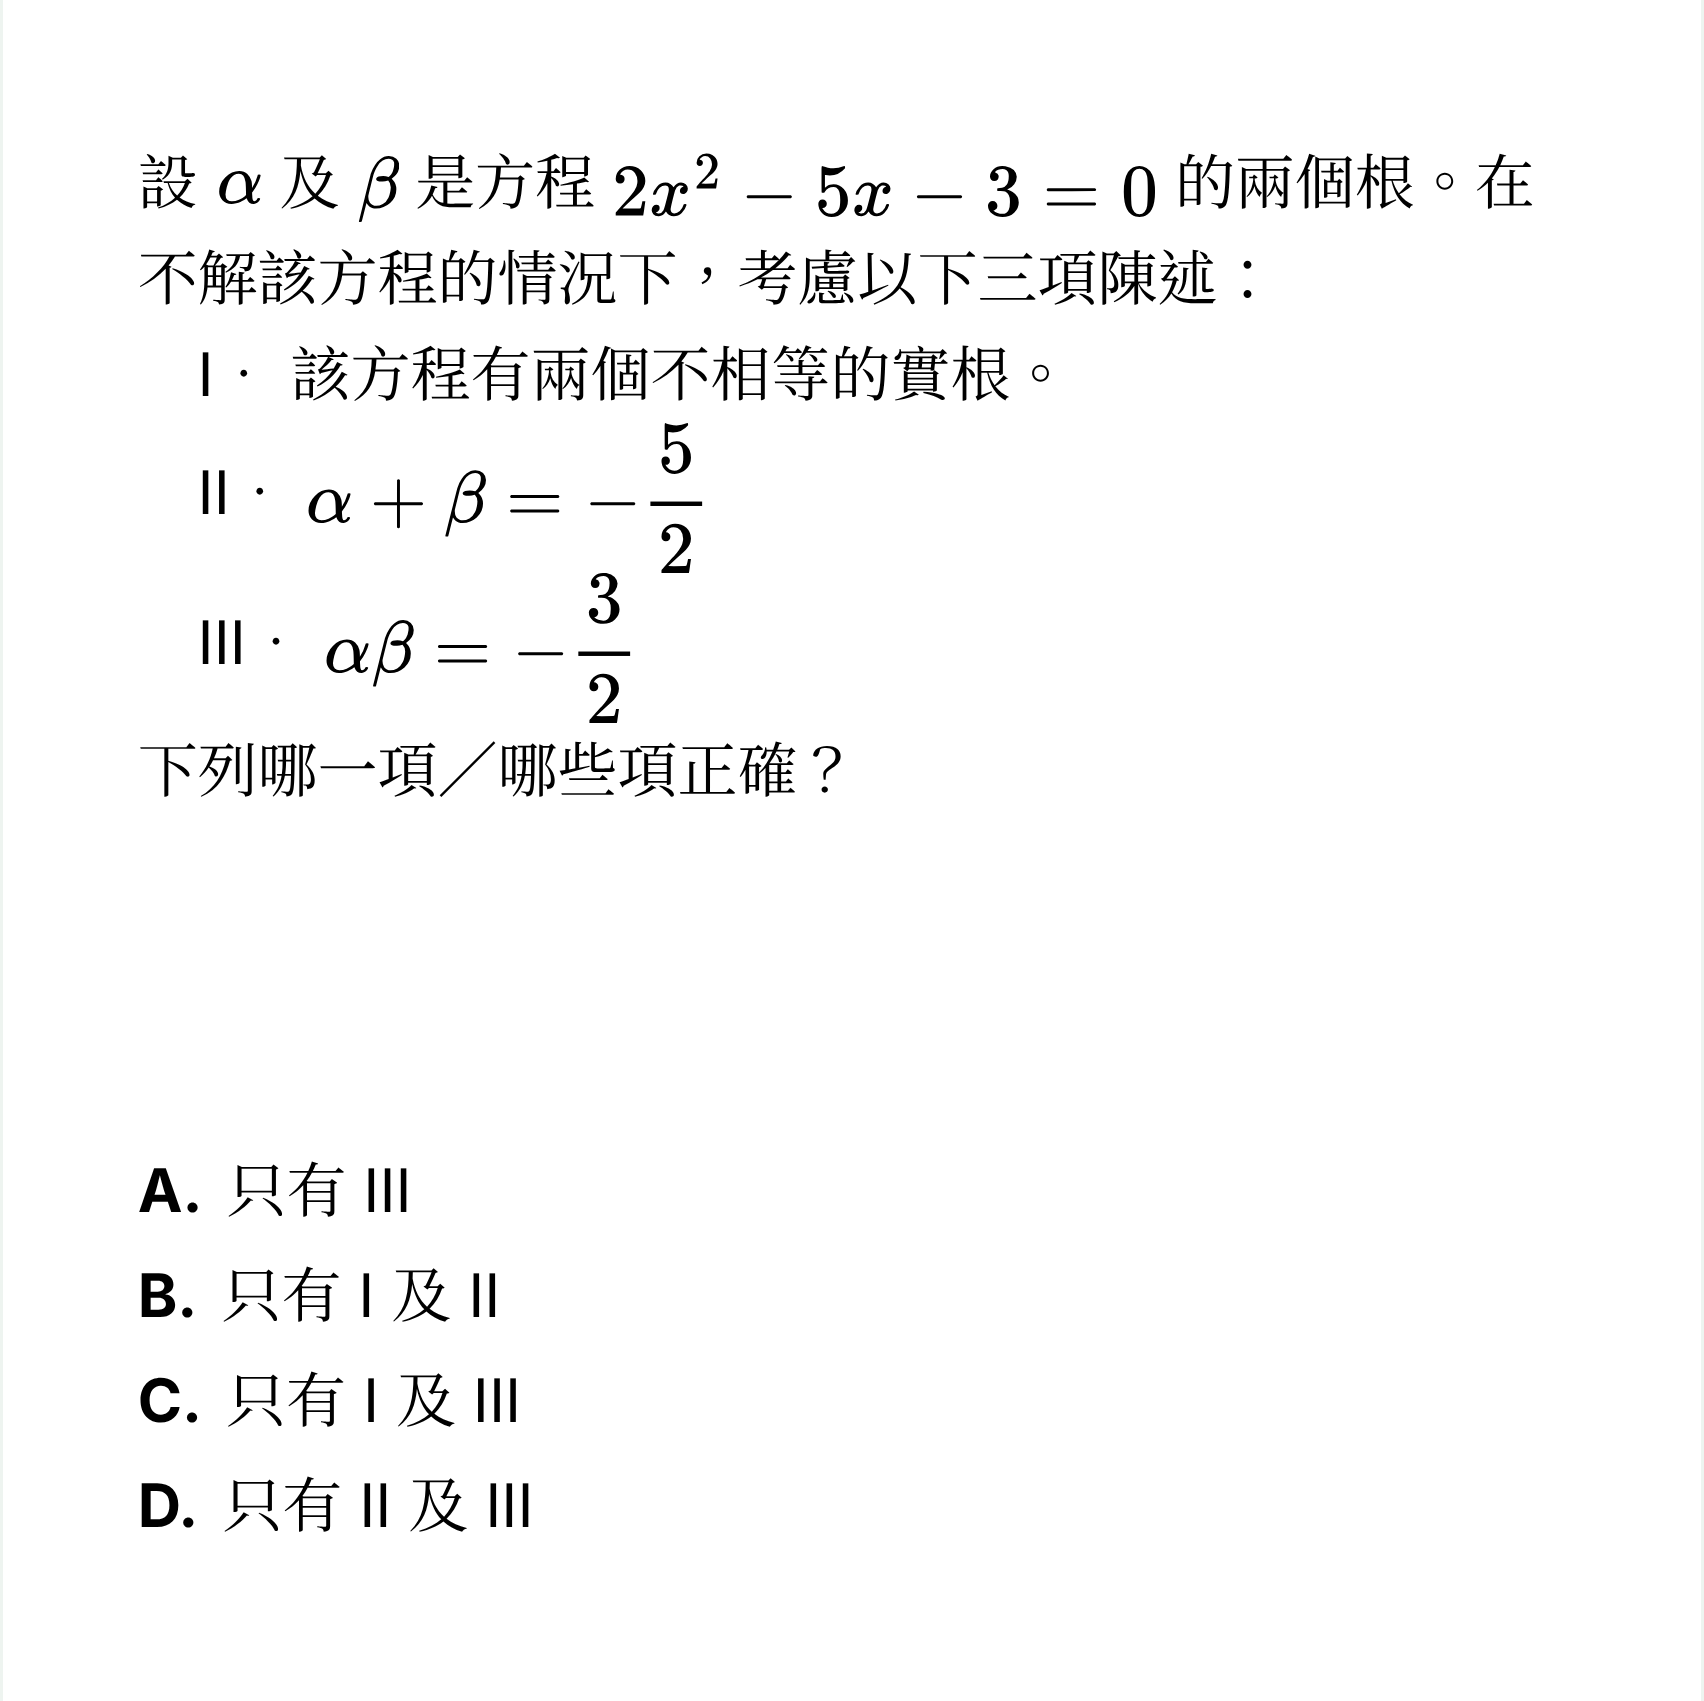 設 α 及 β 是方程 2x² − 5x − 3 = 0 的兩個根。在
不解該方程的情況下，考慮以下三項陳述：
I． 該方程有兩個不相等的實根。
II． α + β = −5/2
III． αβ = −3/2
下列哪一項／哪些項正確？
A. 只有 III
B. 只有 I 及 II
C. 只有 I 及 III
D. 只有 II 及 III